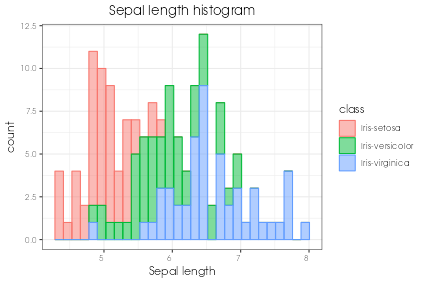 Sepal length histogram
12.5
10.0
7.5
5.0
2.5
0.0
count
5 6 7 8
Sepal length
class
Iris-setosa
Iris-versicolor
Iris-virginica